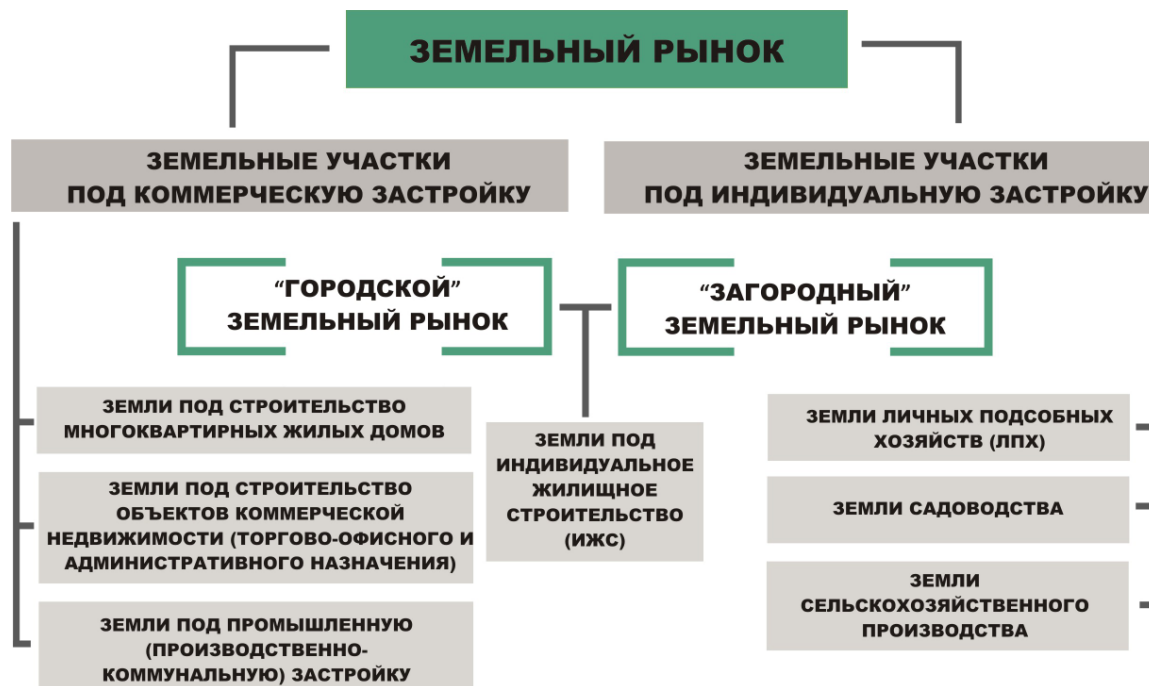 ЗЕМЕЛЬНЫЙ РЫНОК
ЗЕМЕЛЬНЫЕ УЧАСТКИ
ПОД КОММЕРЧЕСКУЮ ЗАСТРОЙКУ
ЗЕМЕЛЬНЫЕ УЧАСТКИ
ПОД ИНДИВИДУАЛЬНУЮ ЗАСТРОЙКУ
“ГОРОДСКОЙ”
ЗЕМЕЛЬНЫЙ РЫНОК
“ЗАГОРОДНЫЙ”
ЗЕМЕЛЬНЫЙ РЫНОК
ЗЕМЛИ ПОД СТРОИТЕЛЬСТВО
МНОГОКВАРТИРНЫХ ЖИЛЫХ ДОМОВ
ЗЕМЛИ ПОД СТРОИТЕЛЬСТВО
ОБЪЕКТОВ КОММЕРЧЕСКОЙ
НЕДВИЖИМОСТИ (ТОРГОВО-ОФИСНОГО И
АДМИНИСТРАТИВНОГО НАЗНАЧЕНИЯ)
ЗЕМЛИ ПОД ПРОМЫШЛЕННУЮ
(ПРОИЗВОДСТВЕННО-
КОММУНАЛЬНУЮ) ЗАСТРОЙКУ
ЗЕМЛИ ПОД
ИНДИВИДУАЛЬНОЕ
ЖИЛИЩНОЕ
СТРОИТЕЛЬСТВО
(ИЖС)
ЗЕМЛИ ЛИЧНЫХ ПОДСОБНЫХ
ХОЗЯЙСТВ (ЛПХ)
ЗЕМЛИ САДОВОДСТВА
ЗЕМЛИ
СЕЛЬСКОХОЗЯЙСТВЕННОГО
ПРОИЗВОДСТВА